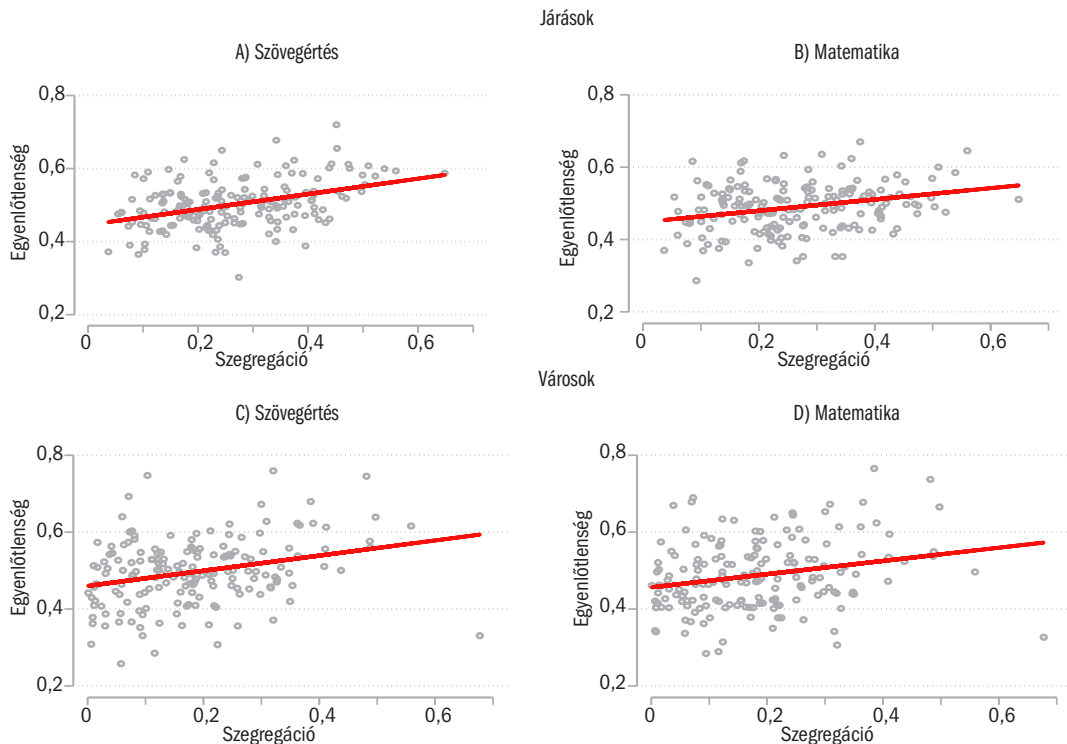 Járások
A) Szövegértés
B) Matematika
Egyenlőtlenség
0,8
0,6
0,4
0,2
0
0,2
0,4
0,6
Szegregáció
Egyenlőtlenség
0,8
0,6
0,4
0,2
0
0,2
0,4
0,6
Szegregáció
Városok
C) Szövegértés
D) Matematika
Egyenlőtlenség
0,8
0,6
0,4
0,2
0
0,2
0,4
0,6
Szegregáció
Egyenlőtlenség
0,8
0,6
0,4
0,2
0
0,2
0,4
0,6
Szegregáció